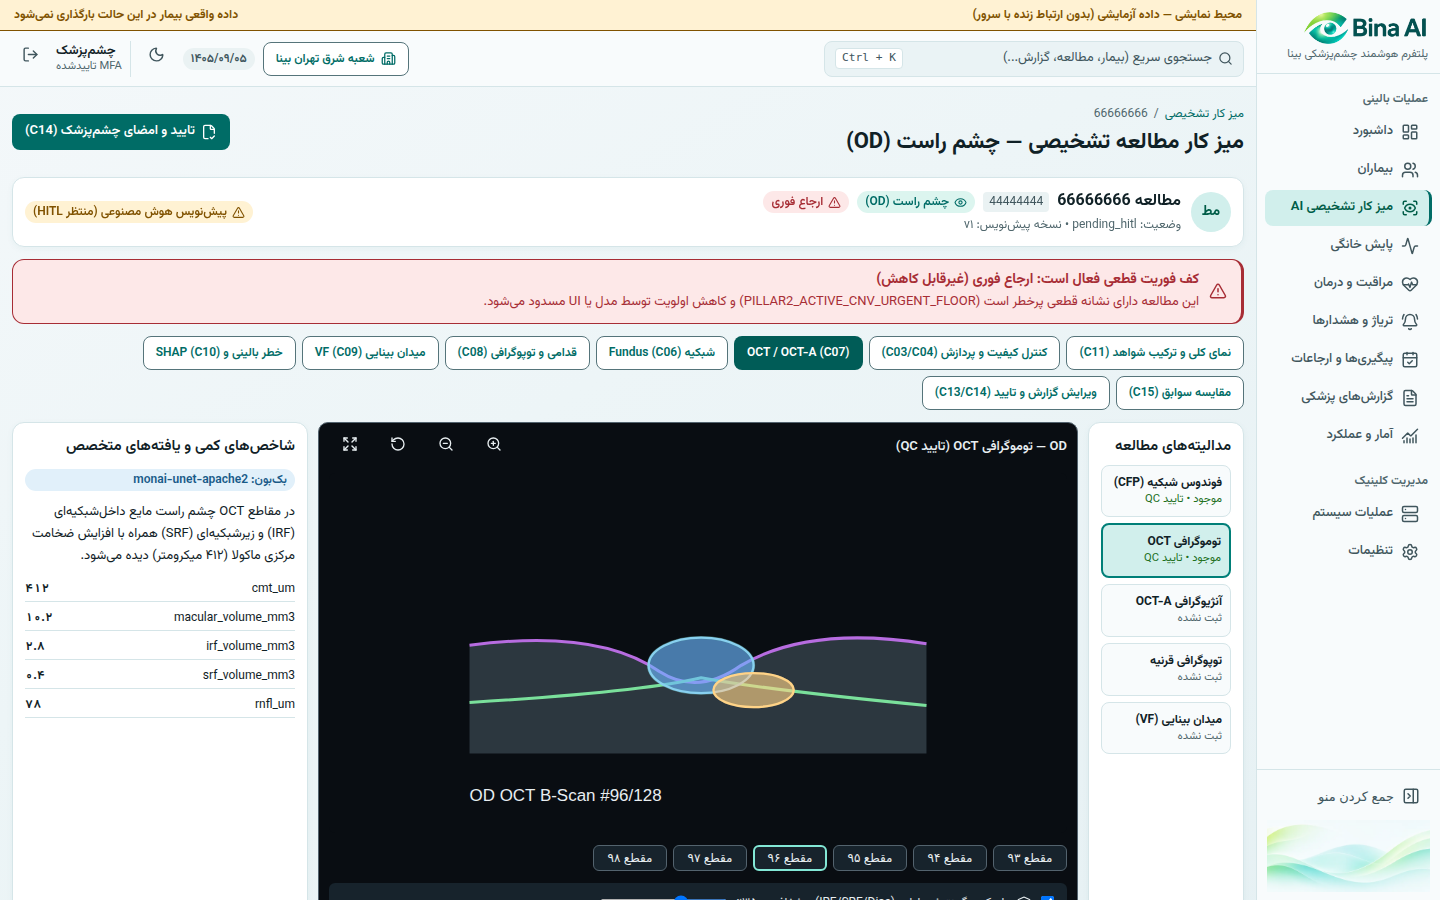 محیط نمایشی — داده آزمایشی (بدون ارتباط زنده با سرور)
داده واقعی بیمار در این حالت بارگذاری نمی‌شود
Bina AI
پلتفرم هوشمند چشم‌پزشکی بینا
عملیات بالینی
داشبورد
بیماران
میز کار تشخیصی AI
پایش خانگی
مراقبت و درمان
تریاژ و هشدارها
پیگیری‌ها و ارجاعات
گزارش‌های پزشکی
آمار و عملکرد
مدیریت کلینیک
عملیات سیستم
تنظیمات
جمع کردن منو
جستجوی سریع (بیمار، مطالعه، گزارش...)
Ctrl + K
شعبه شرق تهران بینا
۱۴۰۵/۰۹/۰۵
چشم‌پزشک
MFA تاییدشده
میز کار تشخیصی / 66666666
میز کار مطالعه تشخیصی — چشم راست (OD)
تایید و امضای چشم‌پزشک (C14)
مط
مطالعه 66666666
44444444
چشم راست (OD)
ارجاع فوری
وضعیت: pending_hitl • نسخه پیش‌نویس: ۷۱
پیش‌نویس هوش مصنوعی (منتظر HITL)
کف فوریت قطعی فعال است: ارجاع فوری (غیرقابل کاهش)
این مطالعه دارای نشانه قطعی پرخطر است (PILLAR2_ACTIVE_CNV_URGENT_FLOOR) و کاهش اولویت توسط مدل یا UI مسدود می‌شود.
نمای کلی و ترکیب شواهد (C11)
کنترل کیفیت و پردازش (C03/C04)
OCT / OCT-A (C07)
شبکیه Fundus (C06)
قدامی و توپوگرافی (C08)
میدان بینایی VF (C09)
خطر بالینی و SHAP (C10)
مقایسه سوابق (C15)
ویرایش گزارش و تایید (C13/C14)
مدالیته‌های مطالعه
فوندوس شبکیه (CFP)
موجود • تایید QC
توموگرافی OCT
موجود • تایید QC
آنژیوگرافی OCT-A
ثبت نشده
توپوگرافی قرنیه
ثبت نشده
میدان بینایی (VF)
ثبت نشده
OD — توموگرافی OCT (تایید QC)
OD OCT B-Scan #96/128
مقطع ۹۳
مقطع ۹۴
مقطع ۹۵
مقطع ۹۶
مقطع ۹۷
مقطع ۹۸
شاخص‌های کمی و یافته‌های متخصص
بک‌بون: monai-unet-apache2
در مقاطع OCT چشم راست مایع داخل‌شبکیه‌ای
(IRF) و زیرشبکیه‌ای (SRF) همراه با افزایش ضخامت
مرکزی ماکولا (۴۱۲ میکرومتر) دیده می‌شود.
cmt_um ۴۱۲
macular_volume_mm3 ۱۰.۲
irf_volume_mm3 ۲.۸
srf_volume_mm3 ۰.۴
rnfl_um ۷۸